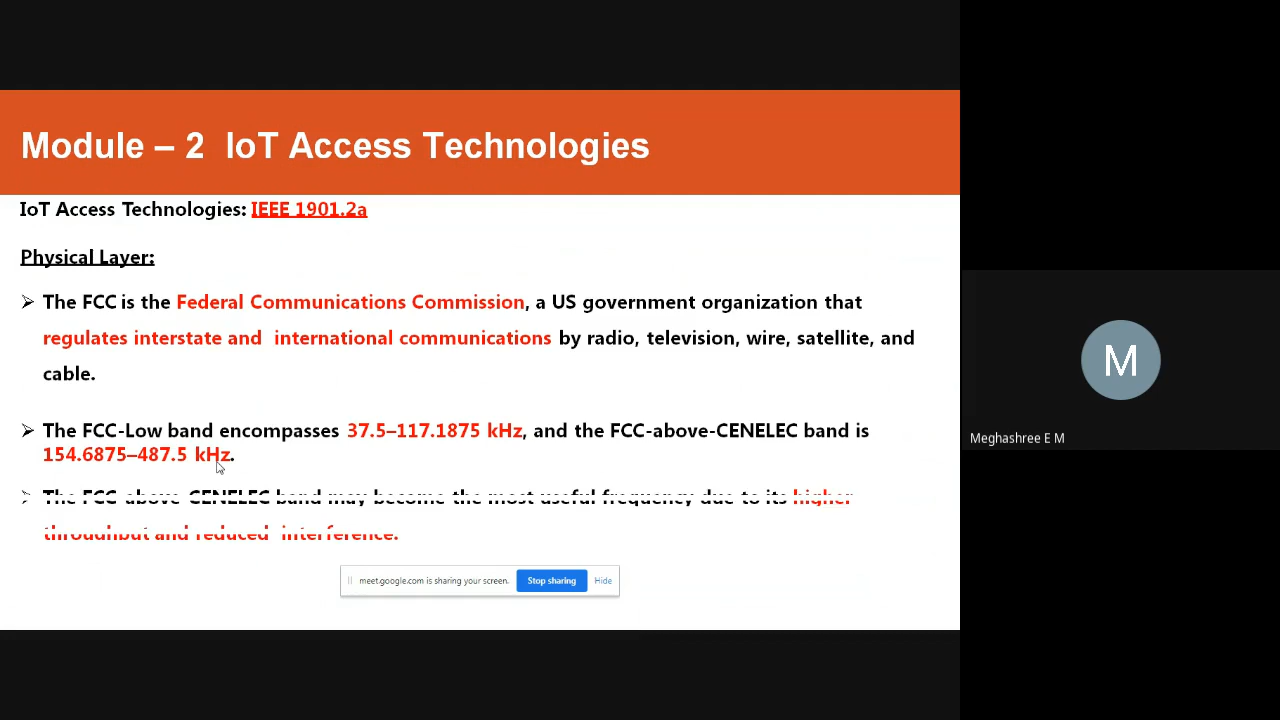 Module – 2 IoT Access Technologies
IoT Access Technologies: IEEE 1901.2a
Physical Layer:
➢ The FCC is the Federal Communications Commission, a US government organization that
regulates interstate and international communications by radio, television, wire, satellite, and
cable.
➢ The FCC-Low band encompasses 37.5–117.1875 kHz, and the FCC-above-CENELEC band is
154.6875–487.5 kHz.
➢ The FCC-above-CENELEC band may become the most useful frequency due to its higher
throughput and reduced interference.
meet.google.com is sharing your screen. Stop sharing Hide
M
Meghashree E M